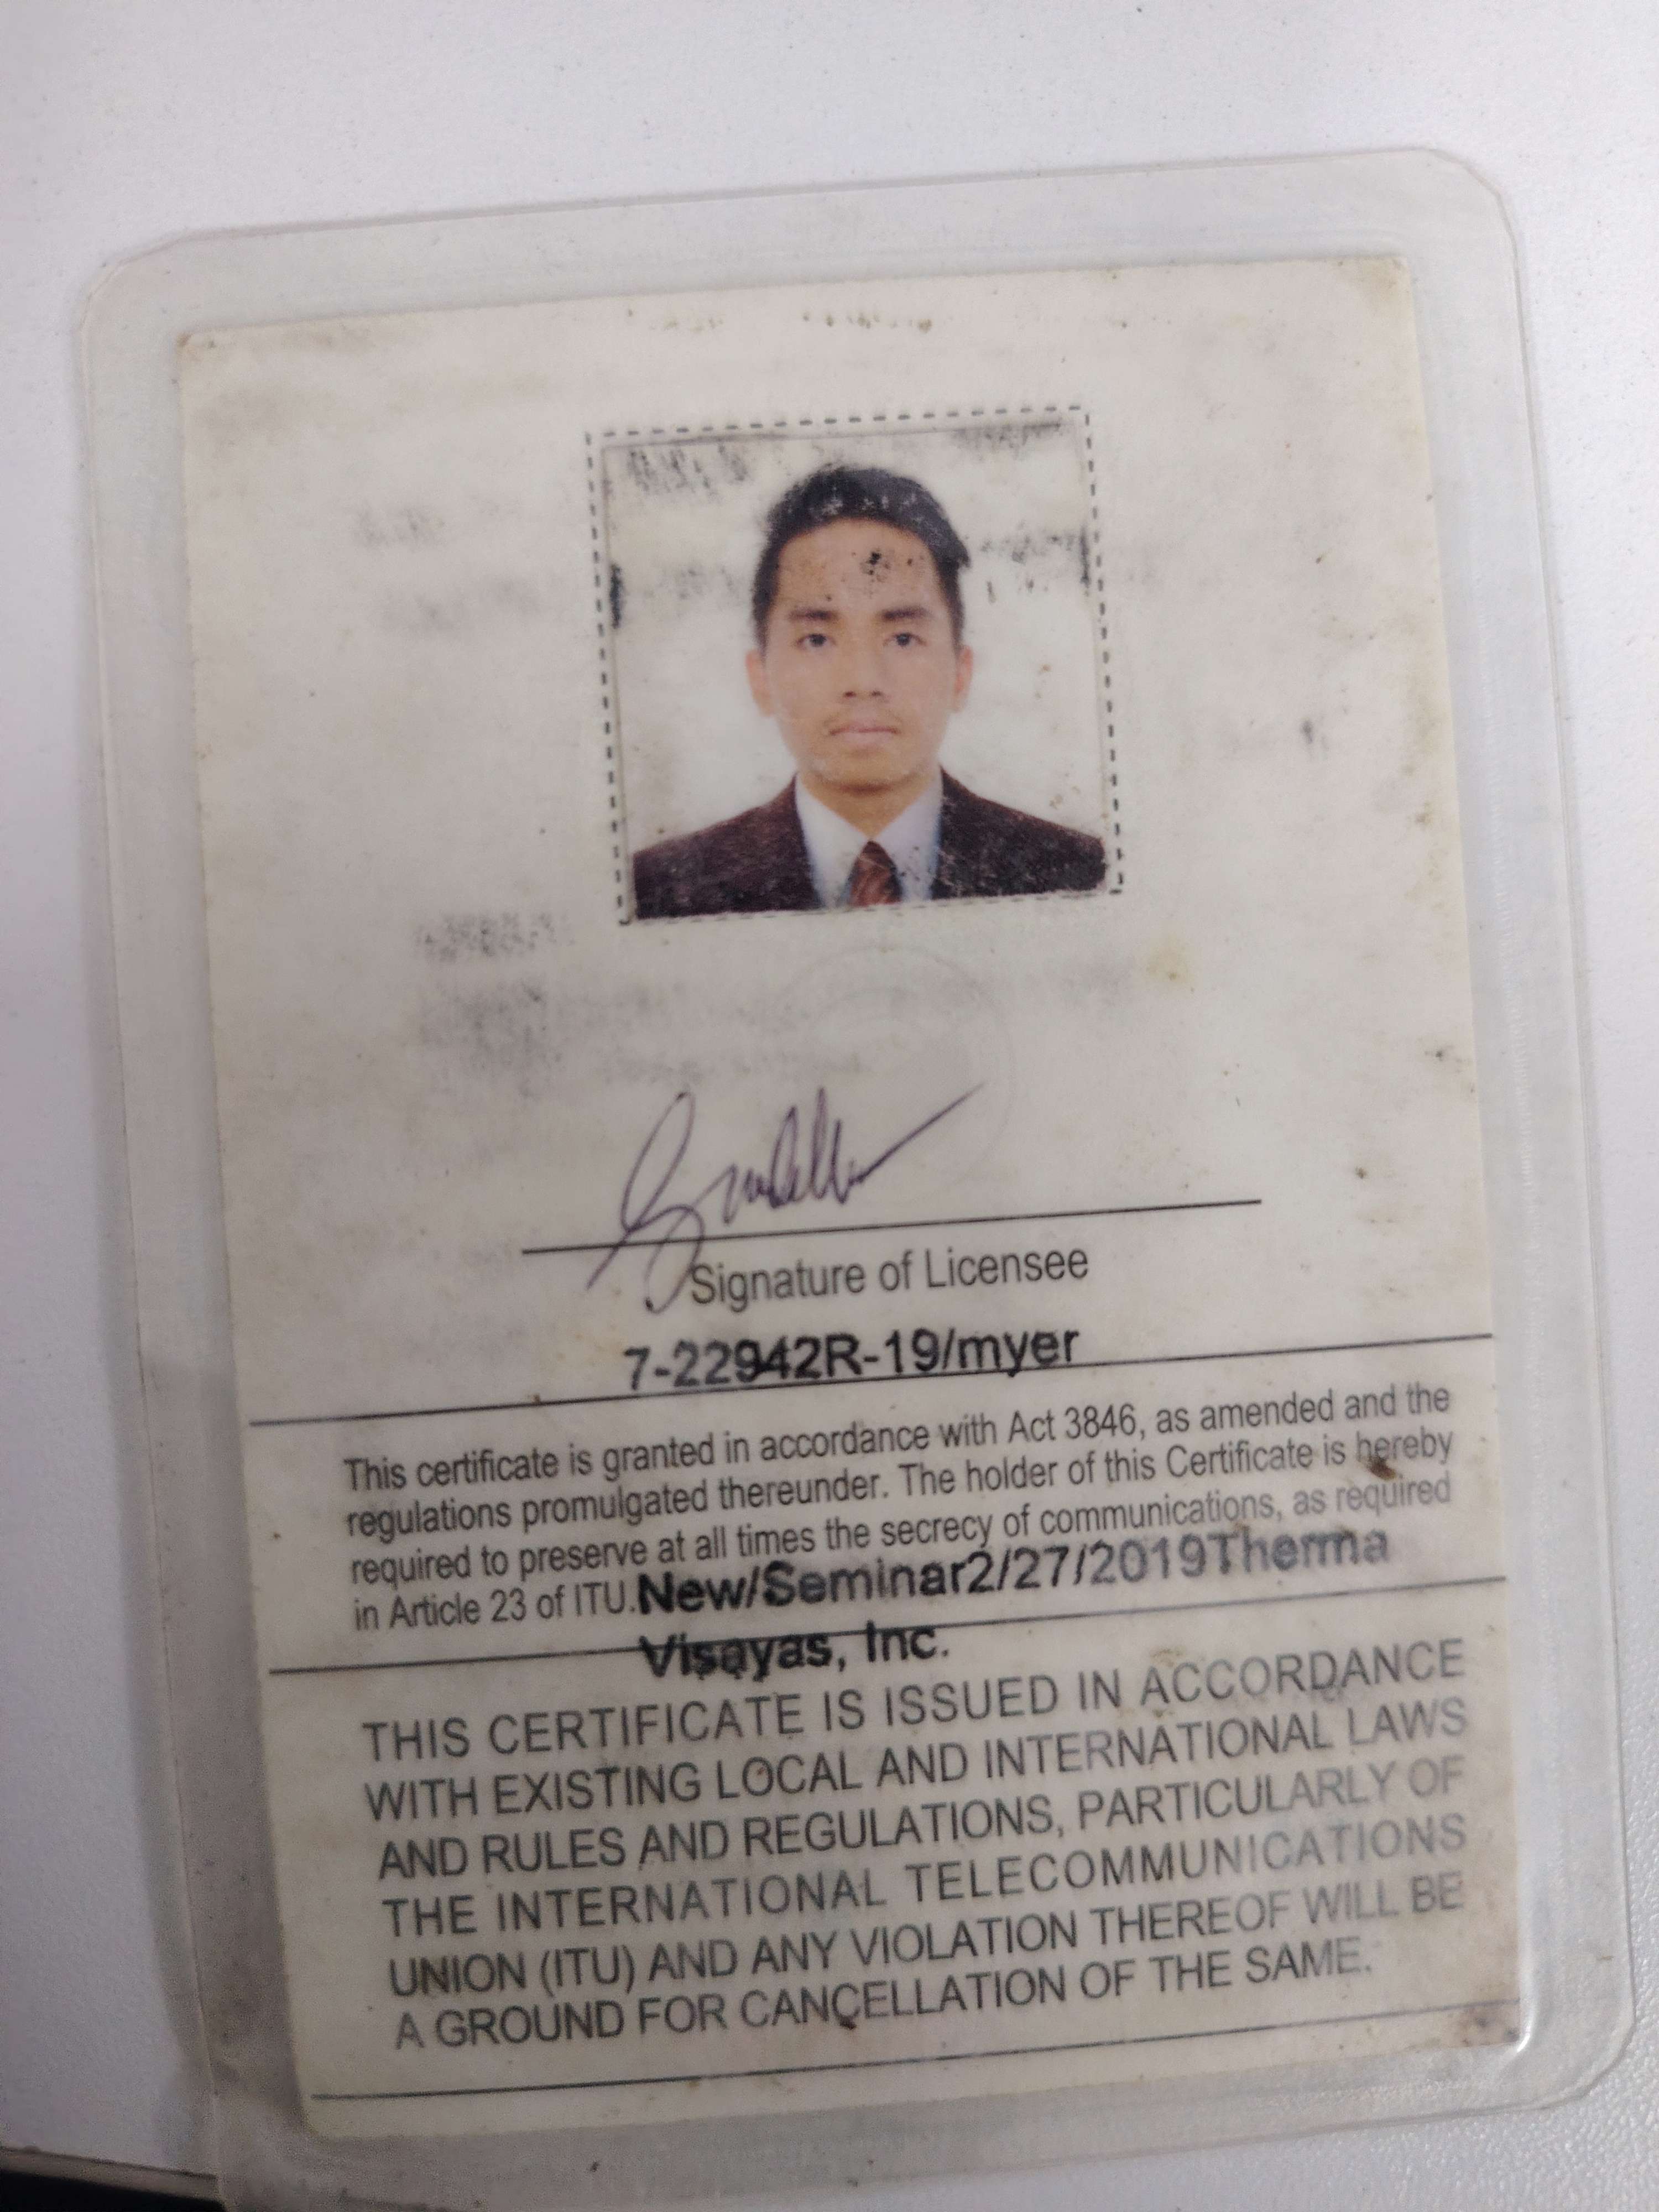 Signature of Licensee
7-22942R-19/myer
This certificate is granted in accordance with Act 3846, as amended and the
regulations promulgated thereunder. The holder of this Certificate is hereby
required to preserve at all times the secrecy of communications, as required
in Article 23 of ITU.New/Seminar2/27/2019Therma
Visayas, Inc.
THIS CERTIFICATE IS ISSUED IN ACCORDANCE
WITH EXISTING LOCAL AND INTERNATIONAL LAWS
AND RULES AND REGULATIONS, PARTICULARLY OF
THE INTERNATIONAL TELECOMMUNICATIONS
UNION (ITU) AND ANY VIOLATION THEREOF WILL BE
A GROUND FOR CANCELLATION OF THE SAME.